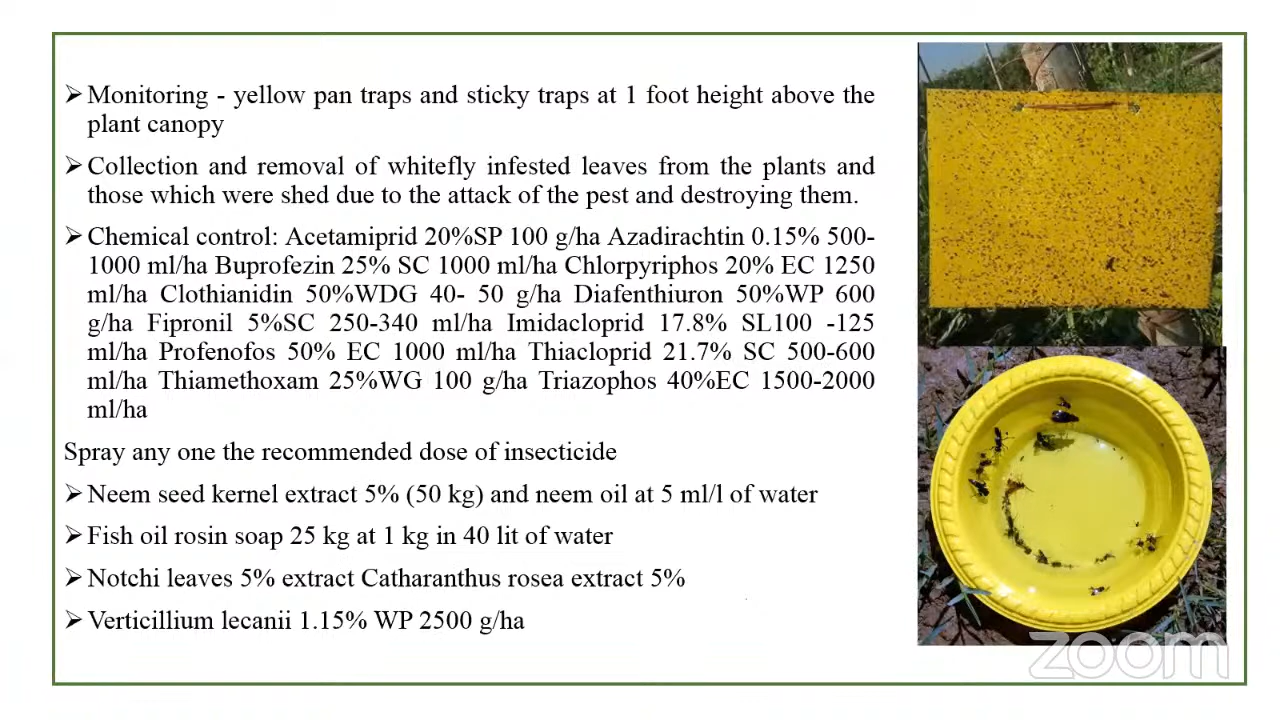 ➢ Monitoring - yellow pan traps and sticky traps at 1 foot height above the
plant canopy
➢ Collection and removal of whitefly infested leaves from the plants and
those which were shed due to the attack of the pest and destroying them.
➢ Chemical control: Acetamiprid 20%SP 100 g/ha Azadirachtin 0.15% 500-
1000 ml/ha Buprofezin 25% SC 1000 ml/ha Chlorpyriphos 20% EC 1250
ml/ha Clothianidin 50%WDG 40- 50 g/ha Diafenthiuron 50%WP 600
g/ha Fipronil 5%SC 250-340 ml/ha Imidacloprid 17.8% SL100 -125
ml/ha Profenofos 50% EC 1000 ml/ha Thiacloprid 21.7% SC 500-600
ml/ha Thiamethoxam 25%WG 100 g/ha Triazophos 40%EC 1500-2000
ml/ha
Spray any one the recommended dose of insecticide
➢ Neem seed kernel extract 5% (50 kg) and neem oil at 5 ml/l of water
➢ Fish oil rosin soap 25 kg at 1 kg in 40 lit of water
➢ Notchi leaves 5% extract Catharanthus rosea extract 5%
➢ Verticillium lecanii 1.15% WP 2500 g/ha
zoom